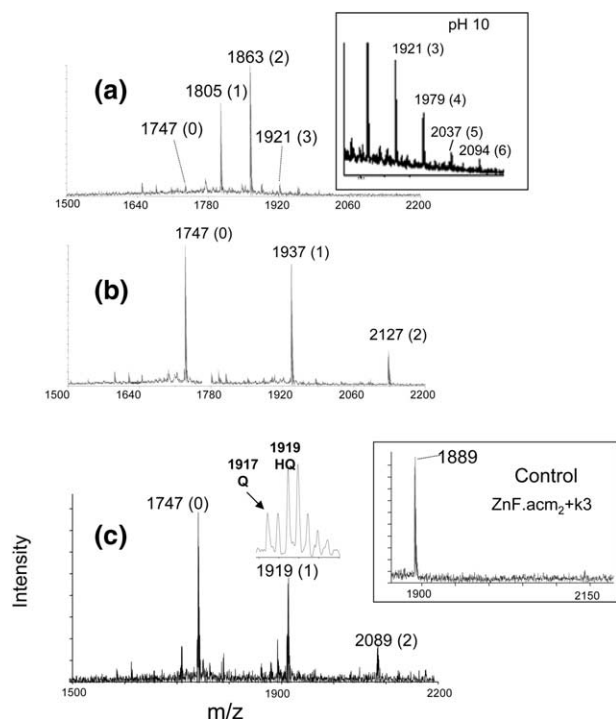 pH 10
1921 (3)
1979 (4)
2037 (5)
2094 (6)
(a)
1863 (2)
1805 (1)
1747 (0)
1921 (3)
1500 1640 1780 1920 2060 2200
(b)
1747 (0)
1937 (1)
2127 (2)
1500 1640 1780 1920 2060 2200
(c)
1747 (0)
1917
Q
1919
HQ
1919 (1)
2089 (2)
1889
Control
ZnF.acm2+k3
1900 2150
Intensity
1500 1900 2200
m/z